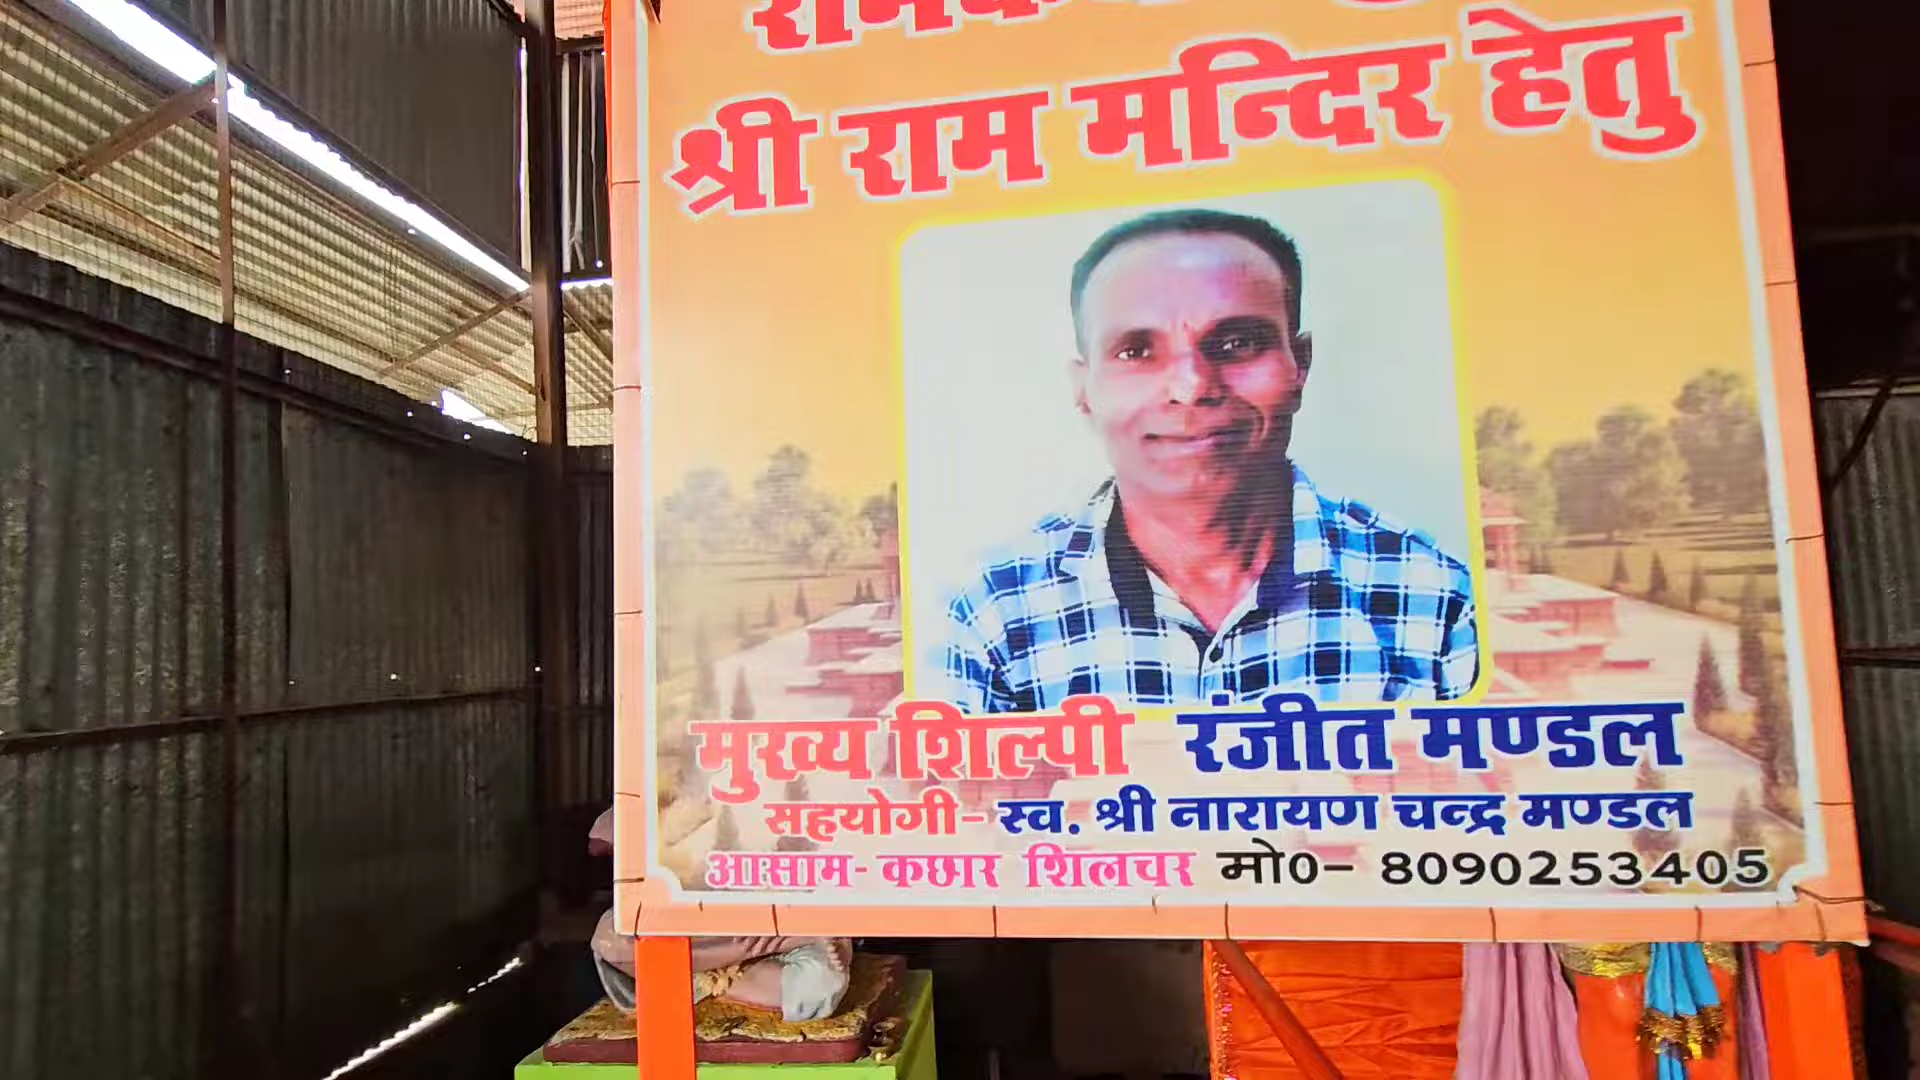 श्री राम मन्दिर हेतु
मुख्य शिल्पी रंजीत मण्डल
सहयोगी- स्व. श्री नारायण चन्द्र मण्डल
आसाम- कछार शिलचर मो0- 8090253405